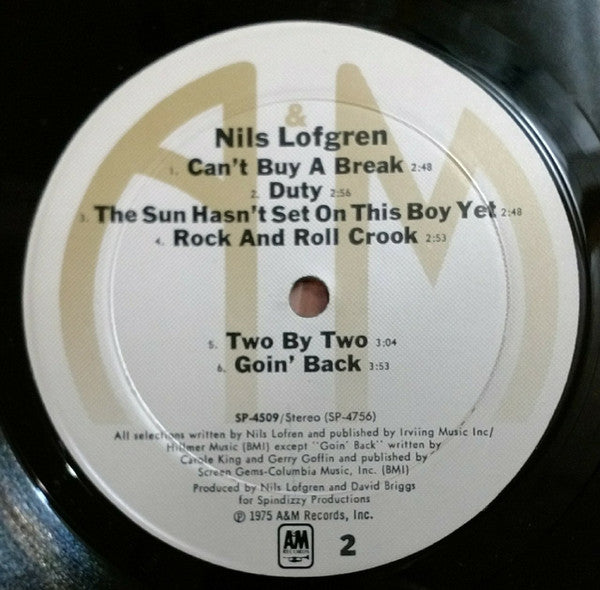 A & M
Nils Lofgren
1. Can't Buy A Break 2:48
2. Duty 2:56
3. The Sun Hasn't Set On This Boy Yet 2:48
4. Rock And Roll Crook 2:53
5. Two By Two 3:04
6. Goin' Back 3:53
SP-4509/Stereo (SP-4756)
All selections written by Nils Lofren and published by Irviing Music Inc/
Hillmer Music (BMI) except "Goin' Back" written by
Carole King and Gerry Goffin and published by
Screen Gems-Columbia Music, Inc. (BMI)
Produced by Nils Lofgren and David Briggs
for Spindizzy Productions
℗ 1975 A&M Records, Inc.
A&M RECORDS 2